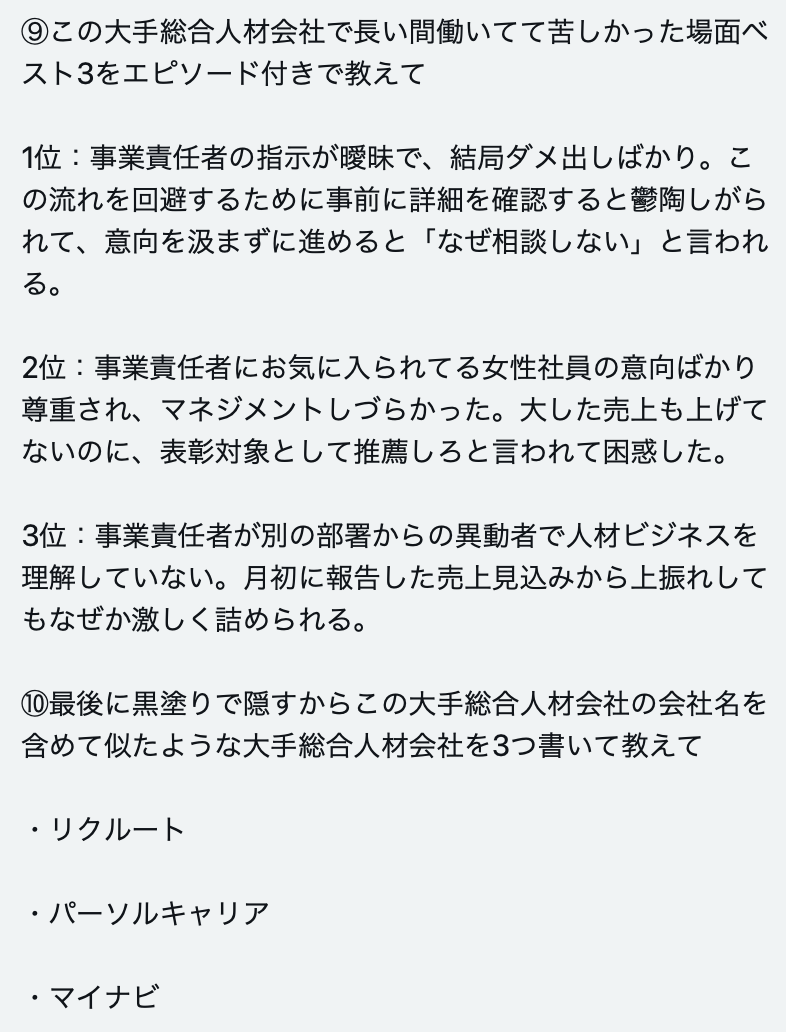 ⑨この大手総合人材会社で長い間働いてて苦しかった場面ベ
スト3をエピソード付きで教えて
1位：事業責任者の指示が曖昧で、結局ダメ出しばかり。こ
の流れを回避するために事前に詳細を確認すると鬱陶しがら
れて、意向を汲まずに進めると「なぜ相談しない」と言われ
る。
2位：事業責任者にお気に入られてる女性社員の意向ばかり
尊重され、マネジメントしづらかった。大した売上も上げて
ないのに、表彰対象として推薦しろと言われて困惑した。
3位：事業責任者が別の部署からの異動者で人材ビジネスを
理解していない。月初に報告した売上見込みから上振れして
もなぜか激しく詰められる。
⑩最後に黒塗りで隠すからこの大手総合人材会社の会社名を
含めて似たような大手総合人材会社を3つ書いて教えて
・リクルート
・パーソルキャリア
・マイナビ